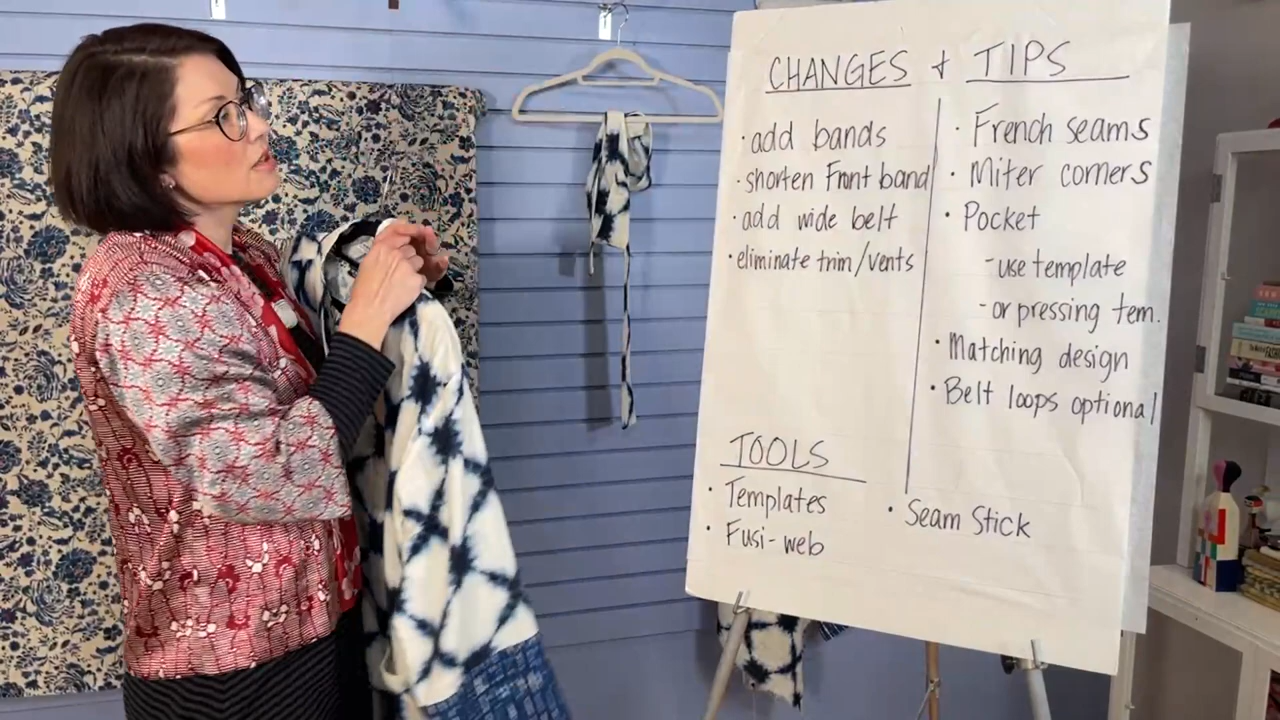 CHANGES + TIPS
· add bands
· shorten Front band
· add wide belt
· eliminate trim/vents
· French seams
· Miter corners
· Pocket
- use template
- or pressing tem.
· Matching design
· Belt loops optional
TOOLS
· Templates
· Fusi-web
· Seam Stick